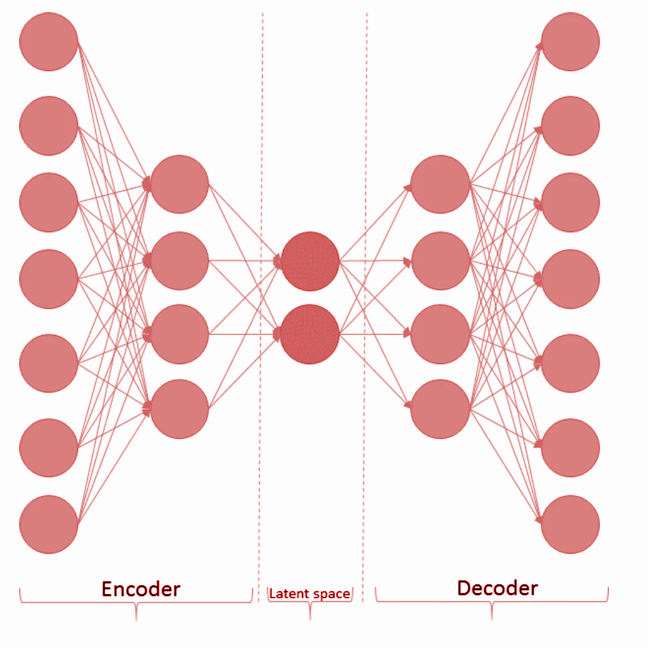 Encoder
Latent space
Decoder